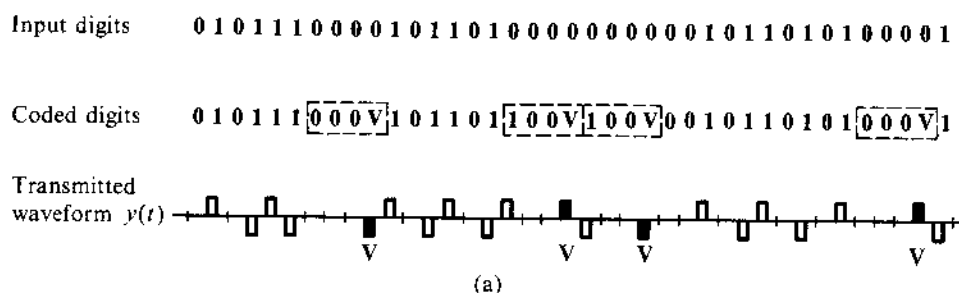 Input digits 0 1 0 1 1 1 0 0 0 0 1 0 1 1 0 1 0 0 0 0 0 0 0 0 0 0 1 0 1 1 0 1 0 1 0 0 0 0 1
Coded digits 0 1 0 1 1 1 0 0 0 V 1 0 1 1 0 1 1 0 0 V 1 0 0 V 0 0 1 0 1 1 0 1 0 1 0 0 0 V 1
Transmitted
waveform y(t)
V V V V
(a)